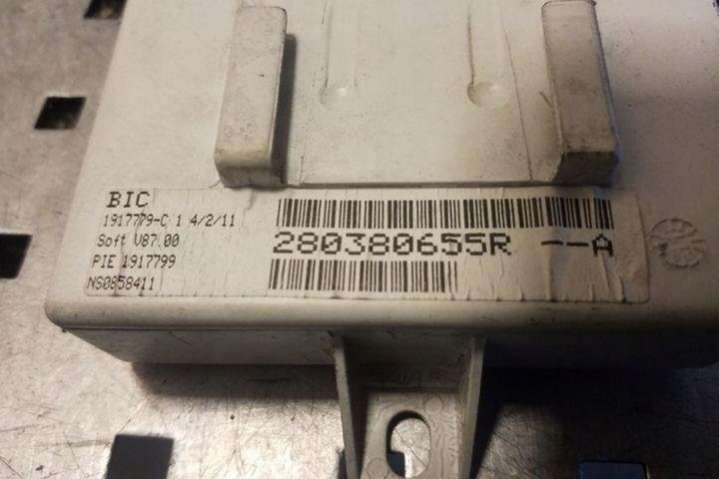 BIC
1917779-C 1 4/2/11
Soft V87.00
PIE 1917799
NS0858411
280380655R --A